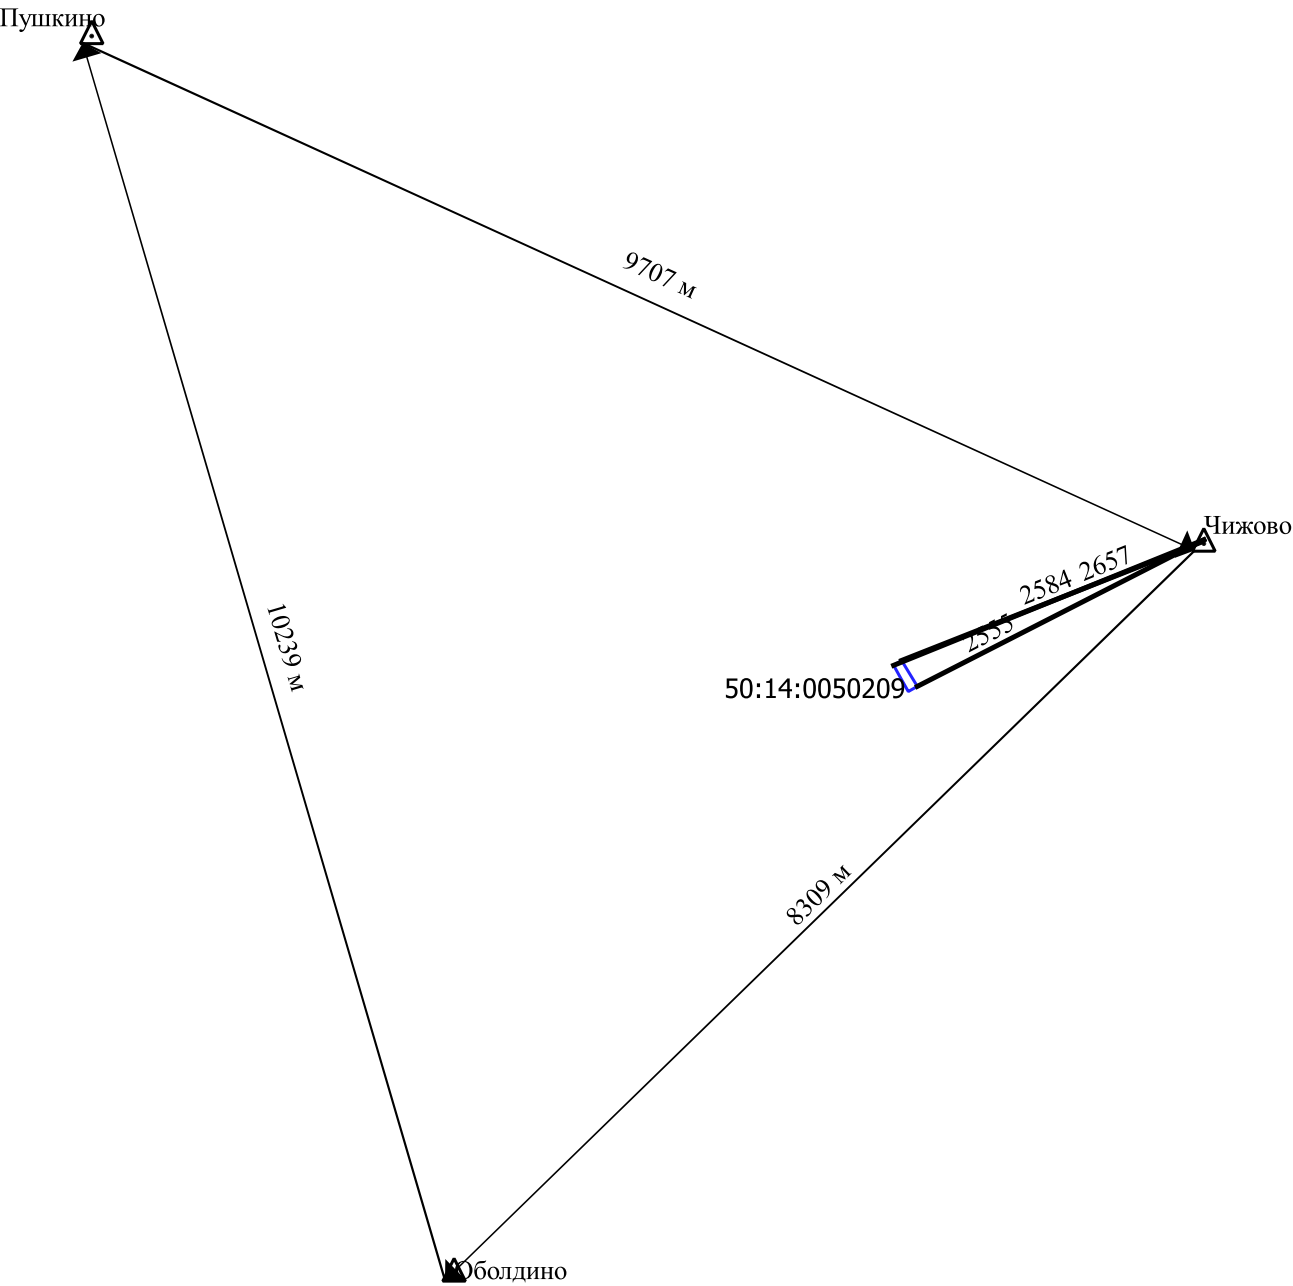 Пушкино
9707 м
Чижово
2584 2657
2555
10239 м
50:14:0050209
8309 м
Оболдино